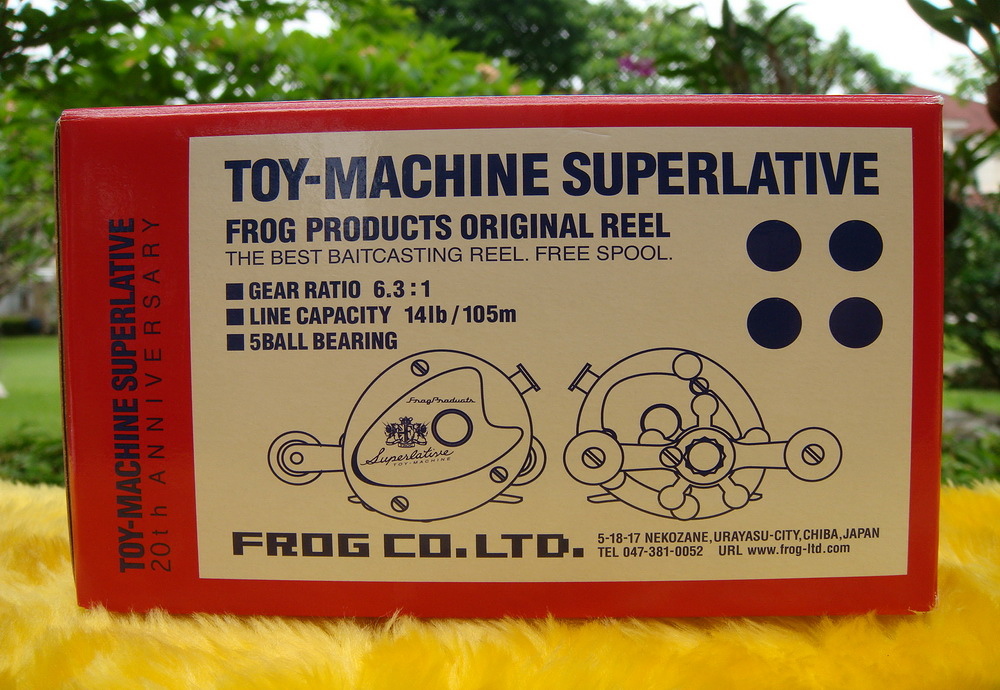 TOY-MACHINE SUPERLATIVE
20th ANNIVERSARY
TOY-MACHINE SUPERLATIVE
FROG PRODUCTS ORIGINAL REEL
THE BEST BAITCASTING REEL. FREE SPOOL.
GEAR RATIO 6.3:1
LINE CAPACITY 14lb/105m
5BALL BEARING
FrogProducts
Superlative
TOY-MACHINE
FROG CO.LTD.
5-18-17 NEKOZANE,URAYASU-CITY,CHIBA,JAPAN
TEL 047-381-0052 URL www.frog-ltd.com